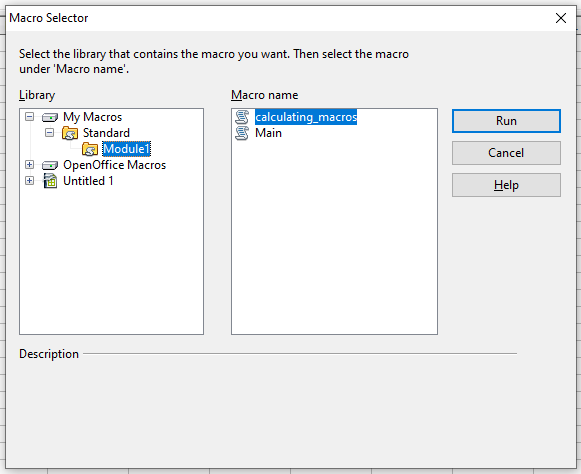 Macro Selector
Select the library that contains the macro you want. Then select the macro
under 'Macro name'.
Library
My Macros
Standard
Module1
OpenOffice Macros
Untitled 1
Macro name
calculating_macros
Main
Run
Cancel
Help
Description